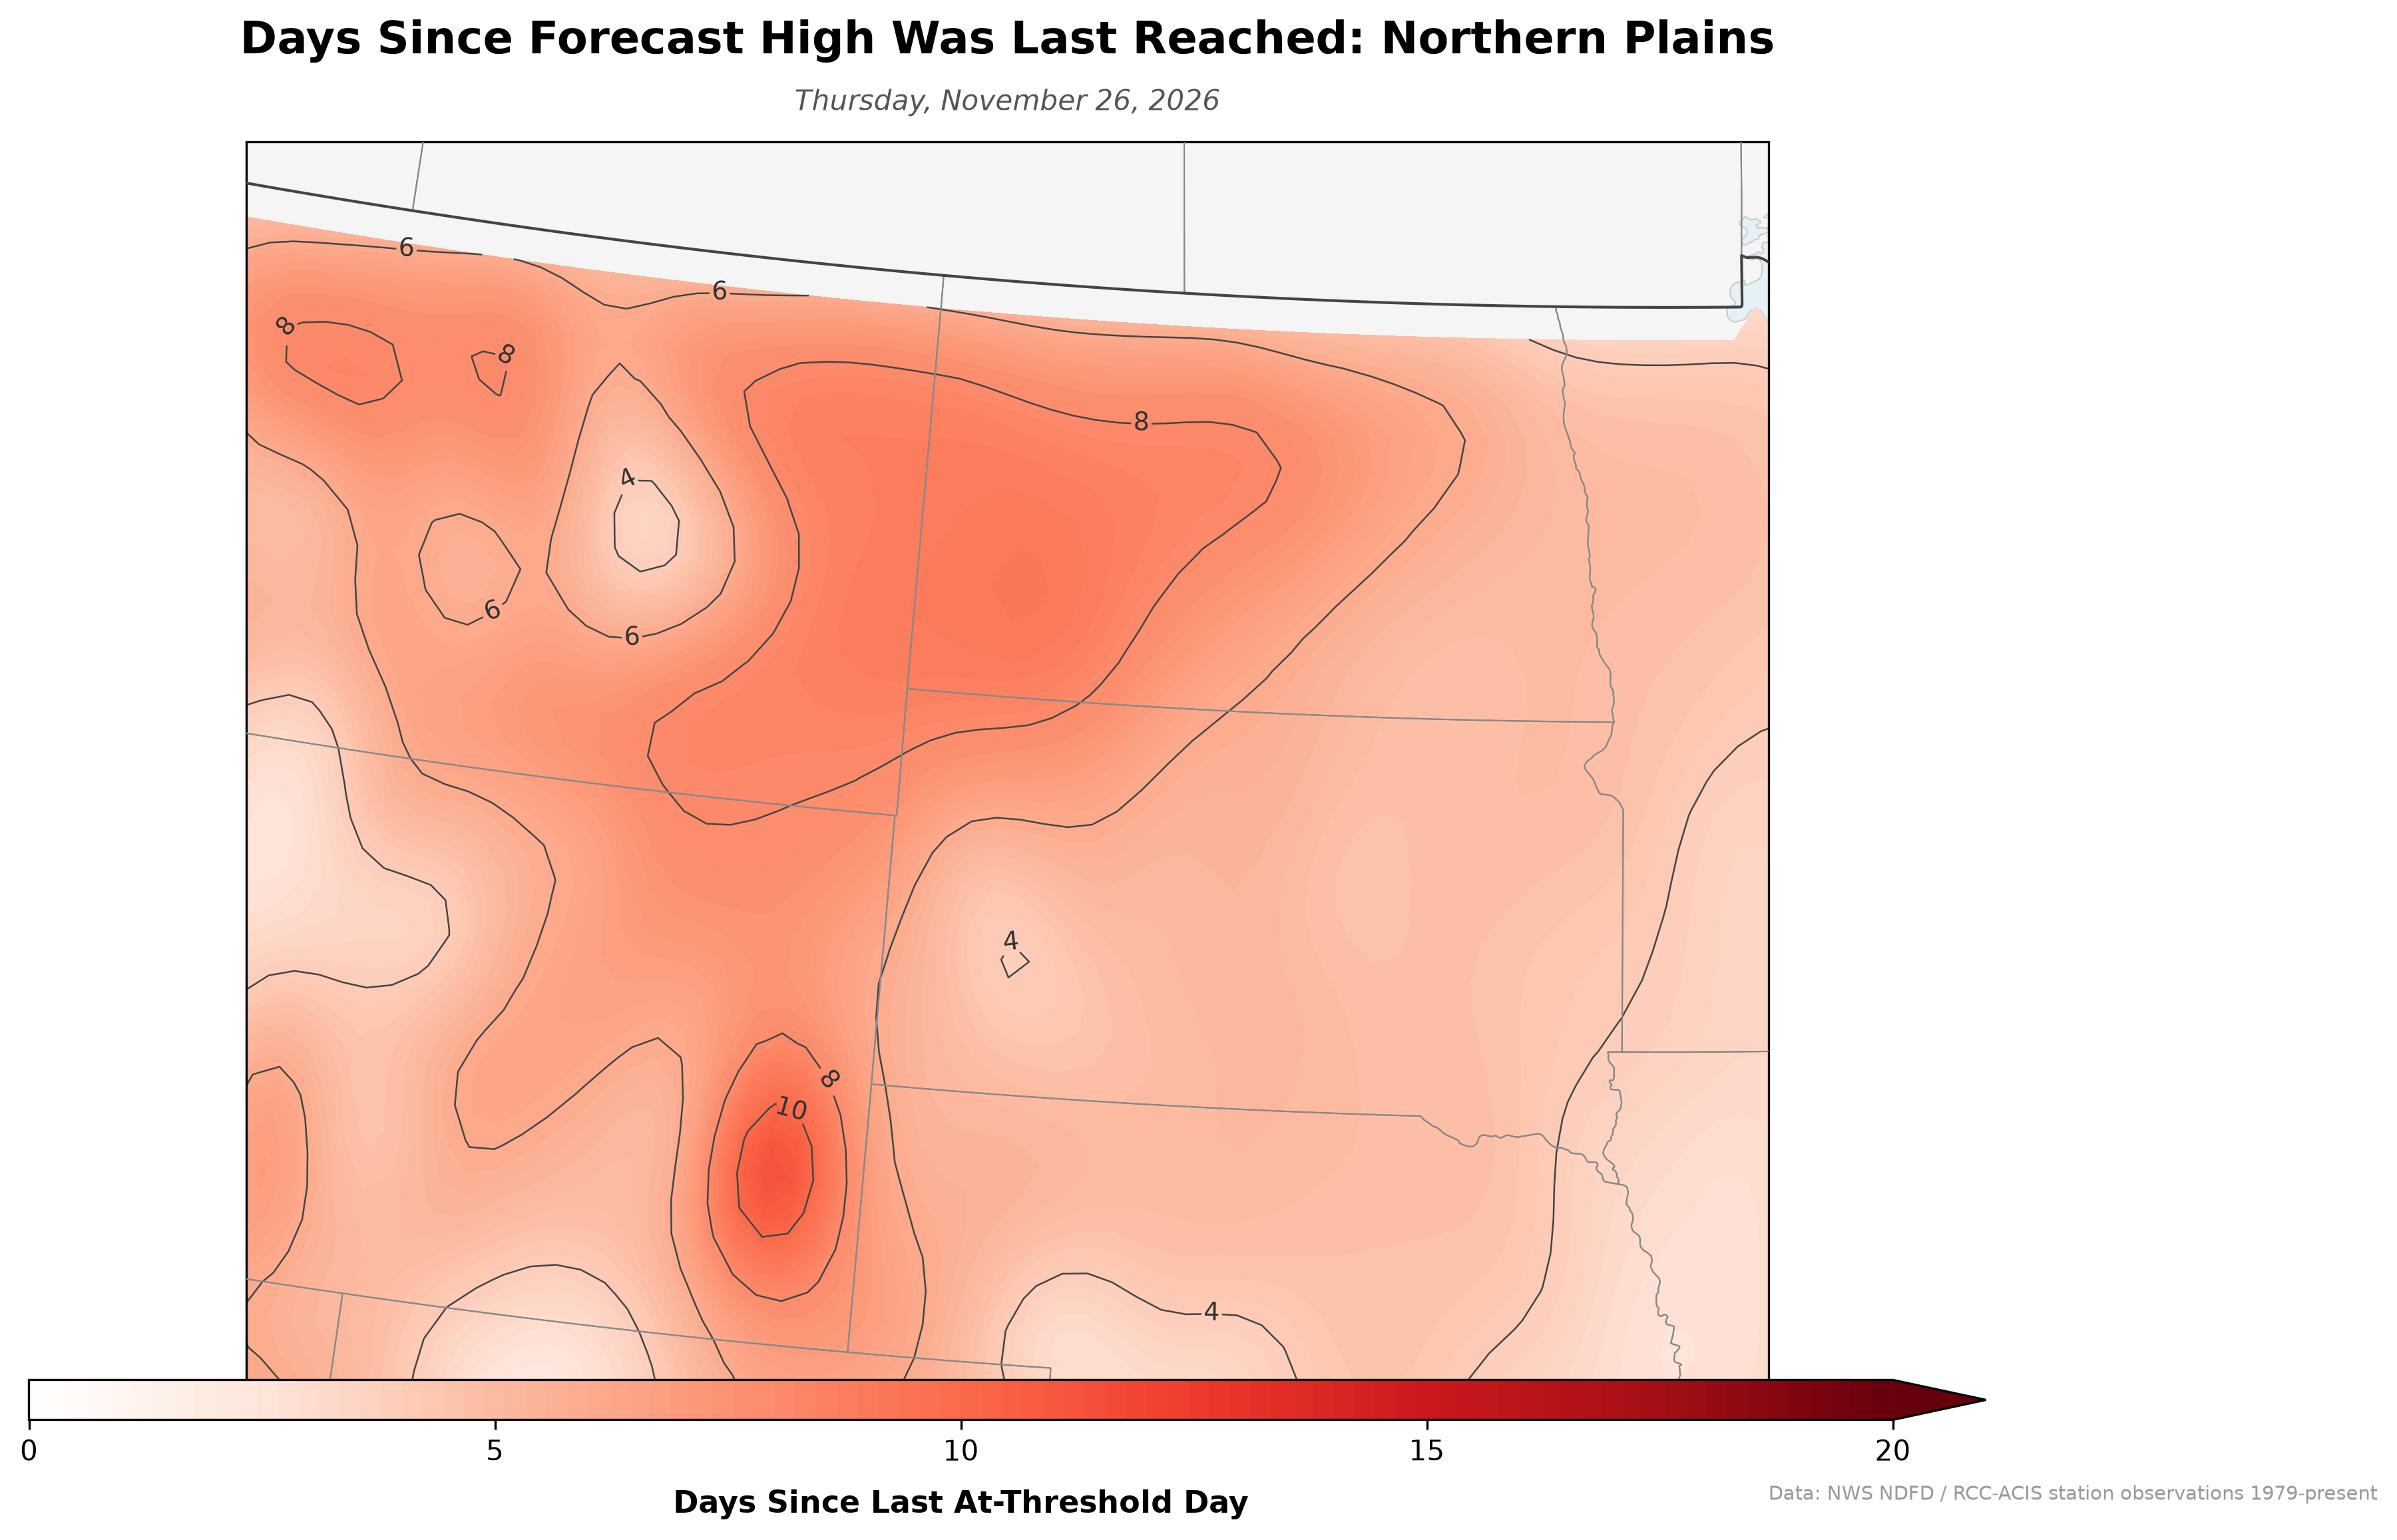 Days Since Forecast High Was Last Reached: Northern Plains
Thursday, November 26, 2026
6
6
8
8
8
4
6
6
4
8
10
4
0 5 10 15 20
Days Since Last At-Threshold Day
Data: NWS NDFD / RCC-ACIS station observations 1979-present